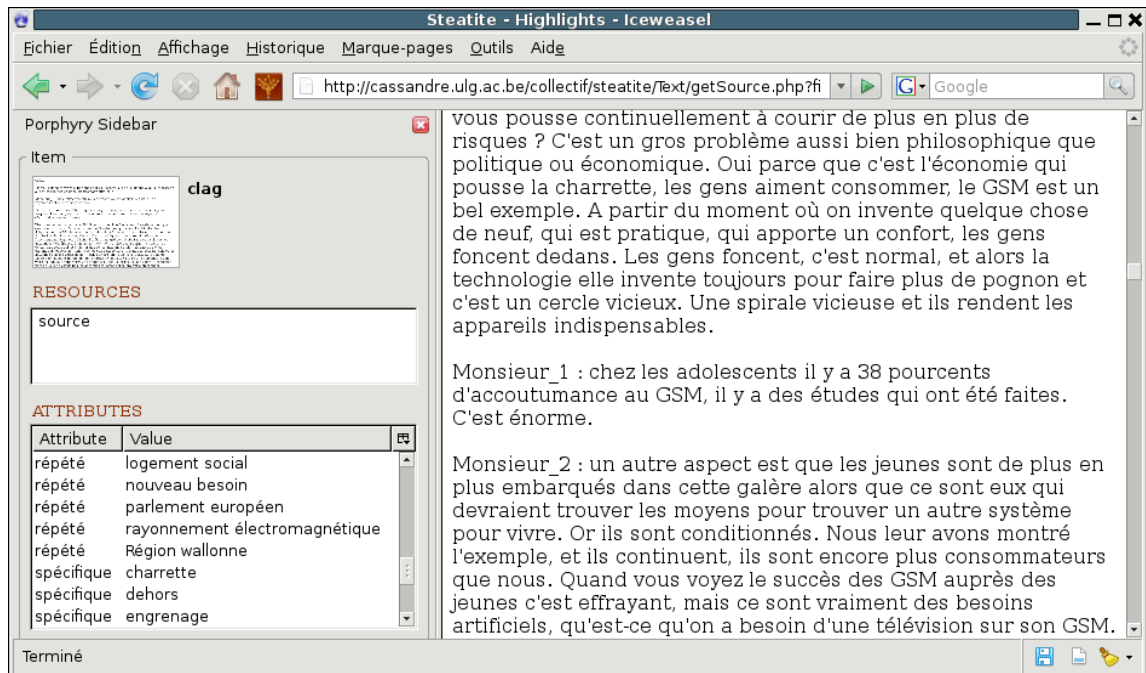 Steatite - Highlights - Iceweasel
Fichier Édition Affichage Historique Marque-pages Outils Aide
http://cassandre.ulg.ac.be/collectif/steatite/Text/getSource.php?fi
G Google
Porphyry Sidebar
Item
clag
RESOURCES
source
ATTRIBUTES
Attribute Value
répété logement social
répété nouveau besoin
répété parlement européen
répété rayonnement électromagnétique
répété Région wallonne
spécifique charrette
spécifique dehors
spécifique engrenage
vous pousse continuellement à courir de plus en plus de
risques ? C'est un gros problème aussi bien philosophique que
politique ou économique. Oui parce que c'est l'économie qui
pousse la charrette, les gens aiment consommer, le GSM est un
bel exemple. A partir du moment où on invente quelque chose
de neuf, qui est pratique, qui apporte un confort, les gens
foncent dedans. Les gens foncent, c'est normal, et alors la
technologie elle invente toujours pour faire plus de pognon et
c'est un cercle vicieux. Une spirale vicieuse et ils rendent les
appareils indispensables.
Monsieur_1 : chez les adolescents il y a 38 pourcents
d'accoutumance au GSM, il y a des études qui ont été faites.
C'est énorme.
Monsieur_2 : un autre aspect est que les jeunes sont de plus en
plus embarqués dans cette galère alors que ce sont eux qui
devraient trouver les moyens pour trouver un autre système
pour vivre. Or ils sont conditionnés. Nous leur avons montré
l'exemple, et ils continuent, ils sont encore plus consommateurs
que nous. Quand vous voyez le succès des GSM auprès des
jeunes c'est effrayant, mais ce sont vraiment des besoins
artificiels, qu'est-ce qu'on a besoin d'une télévision sur son GSM.
Terminé